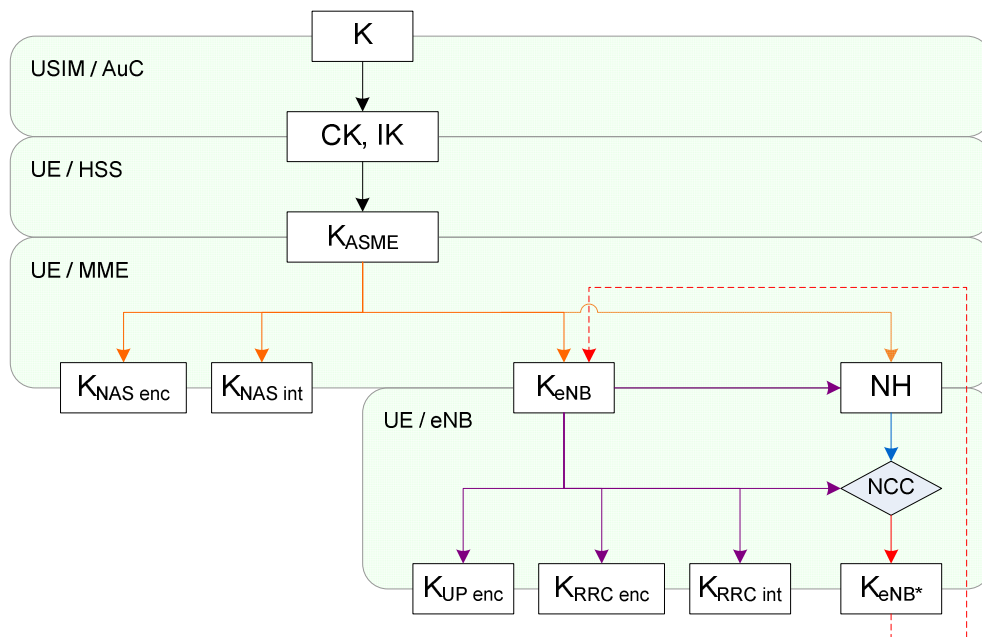 K
USIM / AuC
CK, IK
UE / HSS
KASME
UE / MME
KNAS enc
KNAS int
KeNB
NH
UE / eNB
NCC
KUP enc
KRRC enc
KRRC int
KeNB*